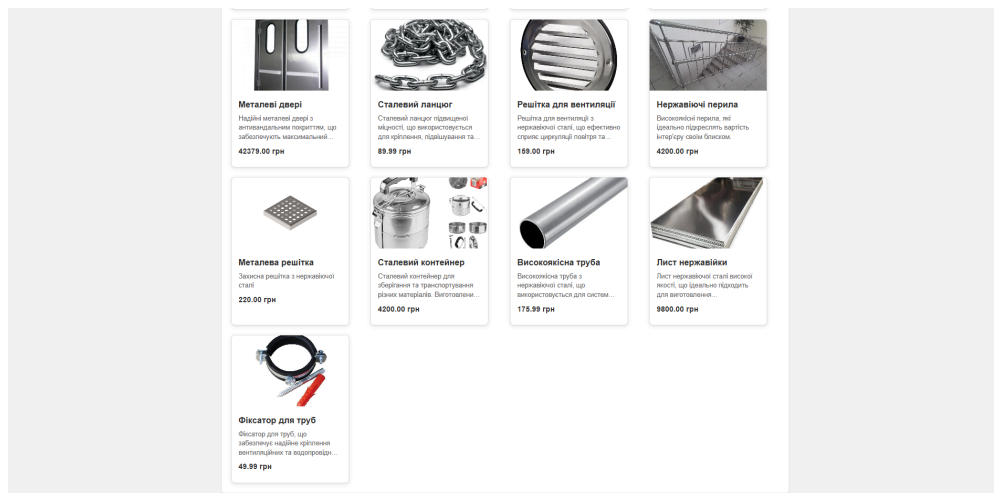 Металеві двері
Надійні металеві двері з
антивандальним покриттям, що
забезпечують максимальний...
42379.00 грн
Сталевий ланцюг
Сталевий ланцюг підвищеної
міцності, що використовується
для кріплення, підвішування та...
89.99 грн
Решітка для вентиляції
Решітка для вентиляції з
нержавіючої сталі, що ефективно
сприяє циркуляції повітря та...
159.00 грн
Нержавіючі перила
Високоякісні перила, які
ідеально підкреслять вартість
інтер'єру своїм блиском.
4200.00 грн
Металева решітка
Захисна решітка з нержавіючої
сталі
220.00 грн
Сталевий контейнер
Сталевий контейнер для
зберігання та транспортування
різних матеріалів. Виготовлени...
4200.00 грн
Високоякісна труба
Високоякісна труба з
нержавіючої сталі, що
використовується для систем...
175.99 грн
Лист нержавійки
Лист нержавіючої сталі високої
якості, що ідеально підходить
для виготовлення...
9800.00 грн
Фіксатор для труб
Фіксатор для труб, що
забезпечує надійне кріплення
вентиляційних та водопровідн...
49.99 грн